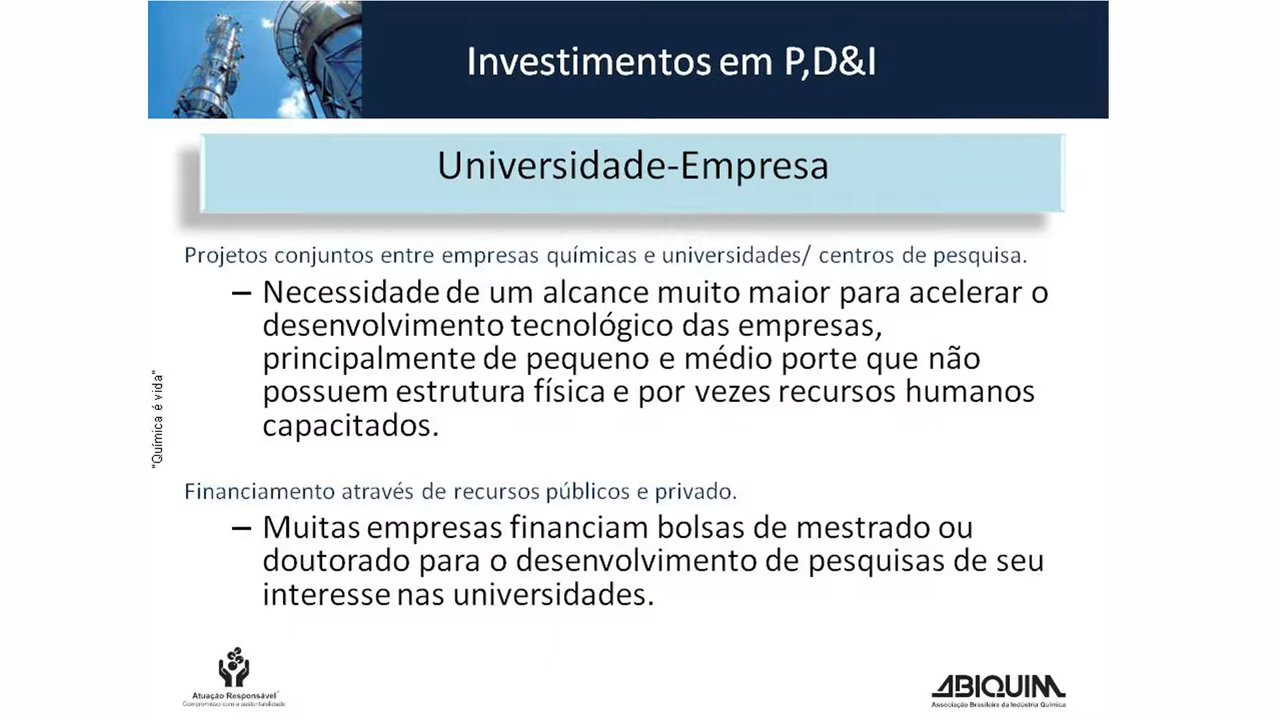 Investimentos em P,D&I
Universidade-Empresa
Projetos conjuntos entre empresas químicas e universidades/ centros de pesquisa.
– Necessidade de um alcance muito maior para acelerar o
desenvolvimento tecnológico das empresas,
principalmente de pequeno e médio porte que não
possuem estrutura física e por vezes recursos humanos
capacitados.
Financiamento através de recursos públicos e privado.
– Muitas empresas financiam bolsas de mestrado ou
doutorado para o desenvolvimento de pesquisas de seu
interesse nas universidades.
"Química é vida"
Atuação Responsável
Compromisso com a sustentabilidade
ABIQUIM
Associação Brasileira da Indústria Química